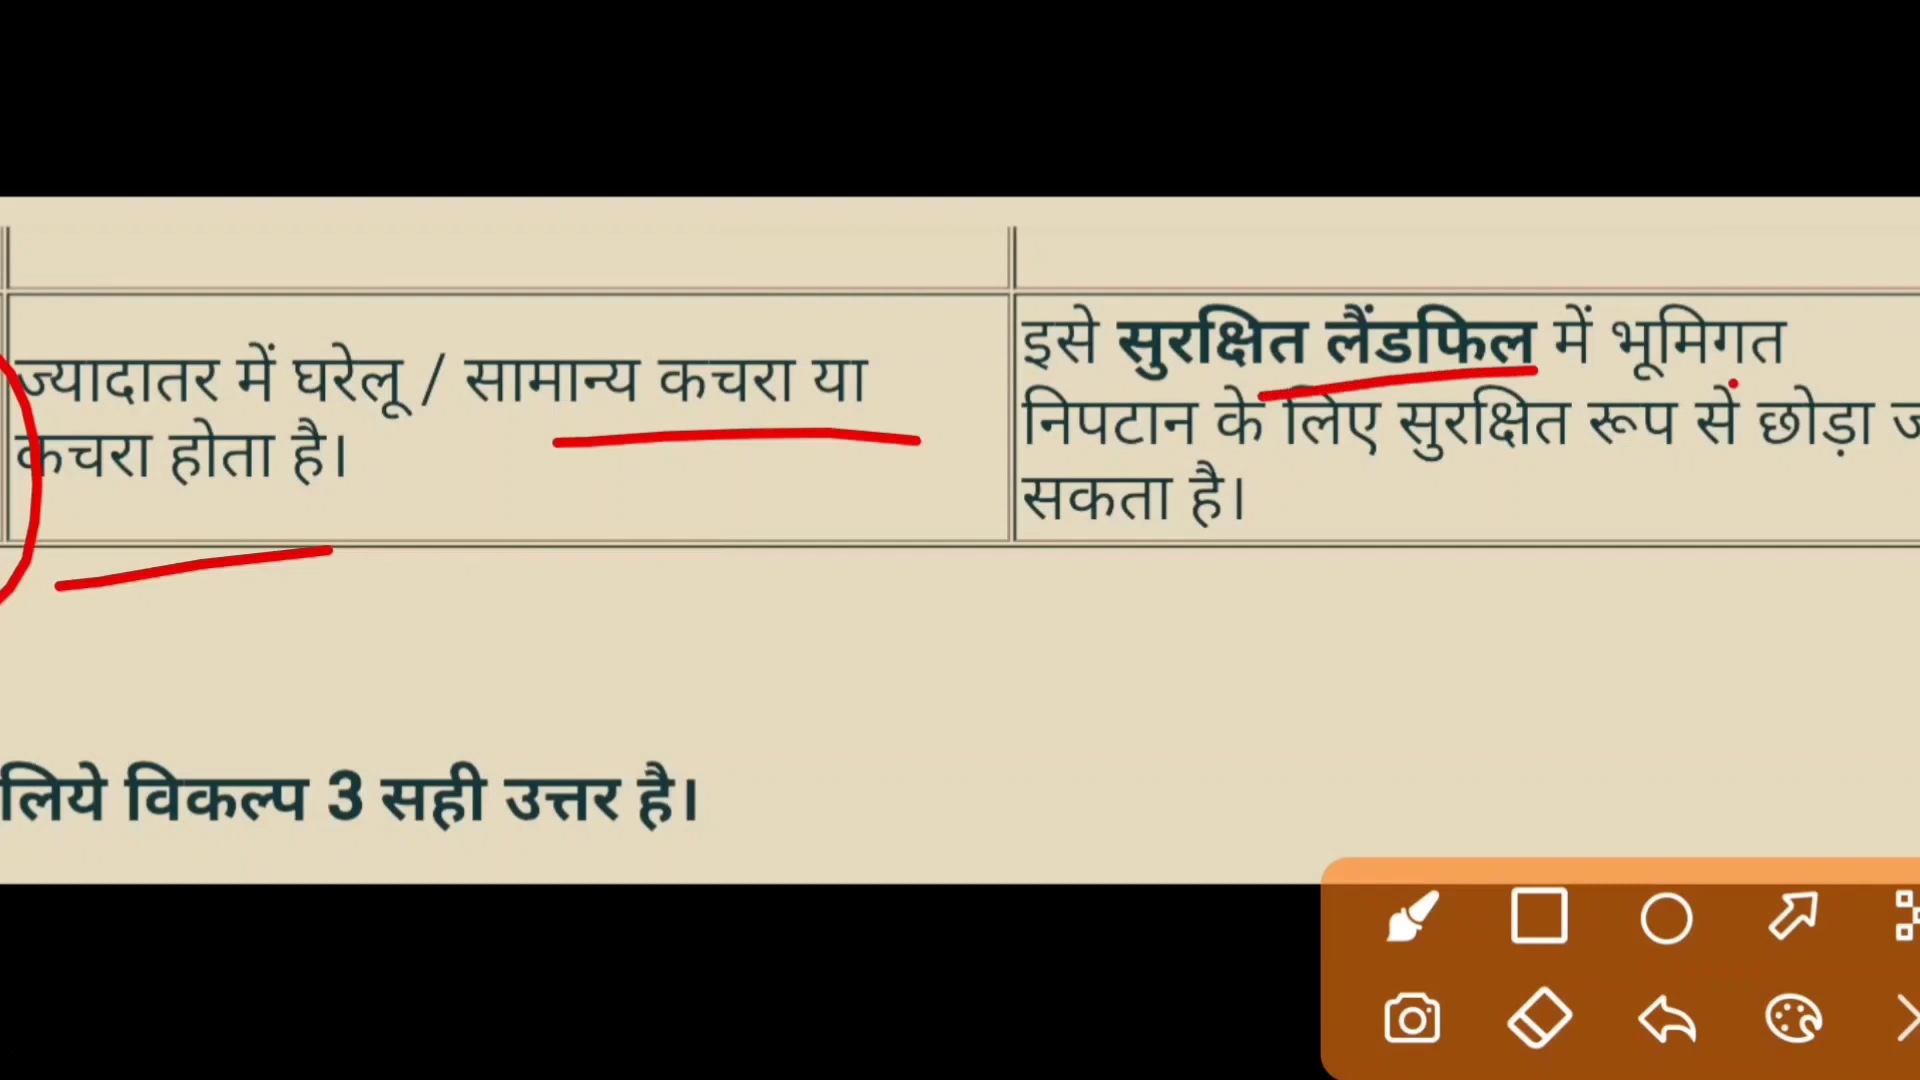 ज्यादातर में घरेलू / सामान्य कचरा या
कचरा होता है।
इसे सुरक्षित लैंडफिल में भूमिगत
निपटान के लिए सुरक्षित रूप से छोड़ा
सकता है।
लिये विकल्प 3 सही उत्तर है।